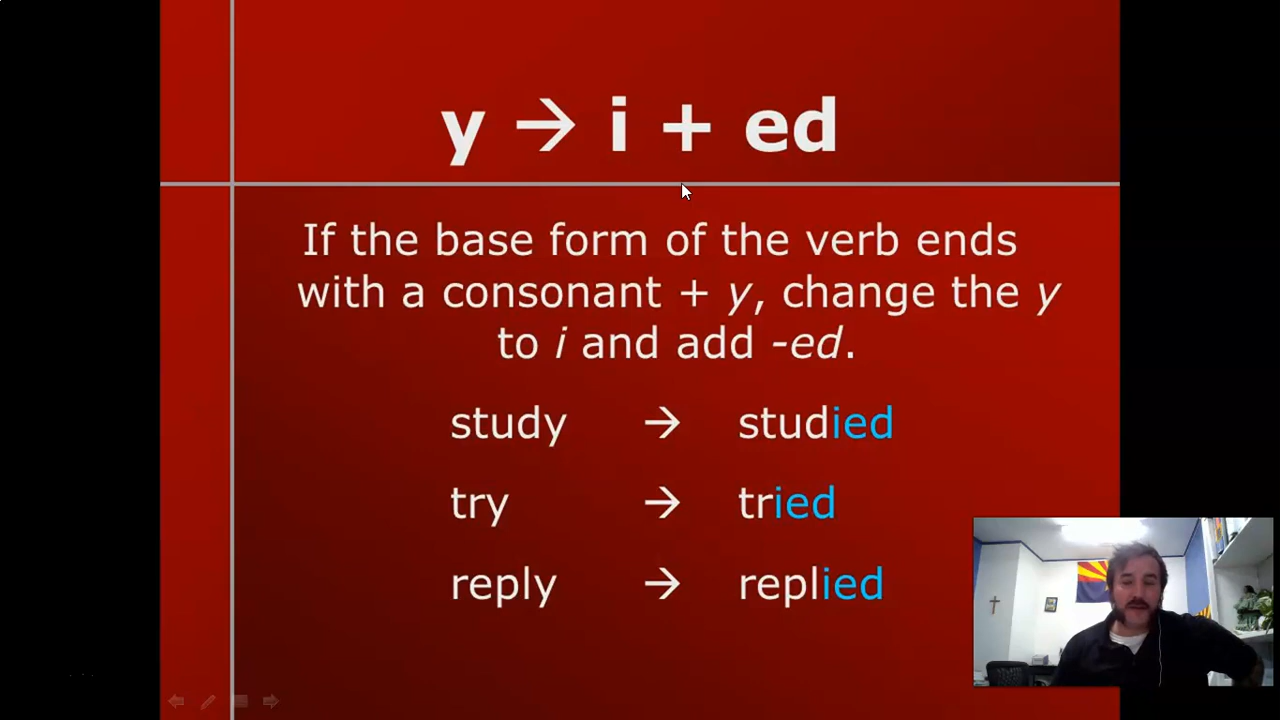 y → i + ed
If the base form of the verb ends
with a consonant + y, change the y
to i and add -ed.
study → studied
try → tried
reply → replied